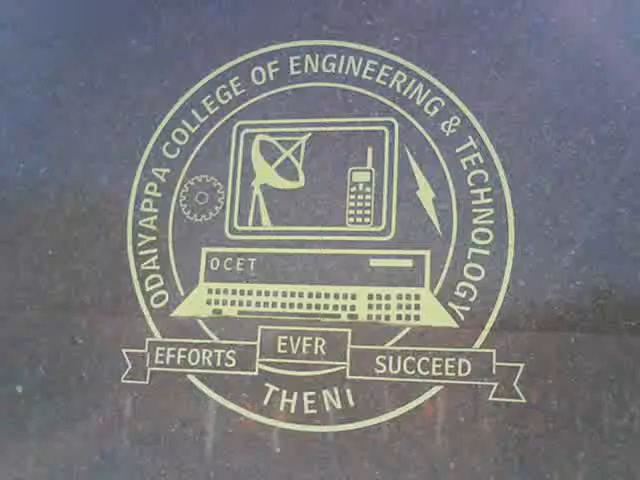 ODAIYAPPA COLLEGE OF ENGINEERING & TECHNOLOGY
OCET
EFFORTS EVER SUCCEED
THENI